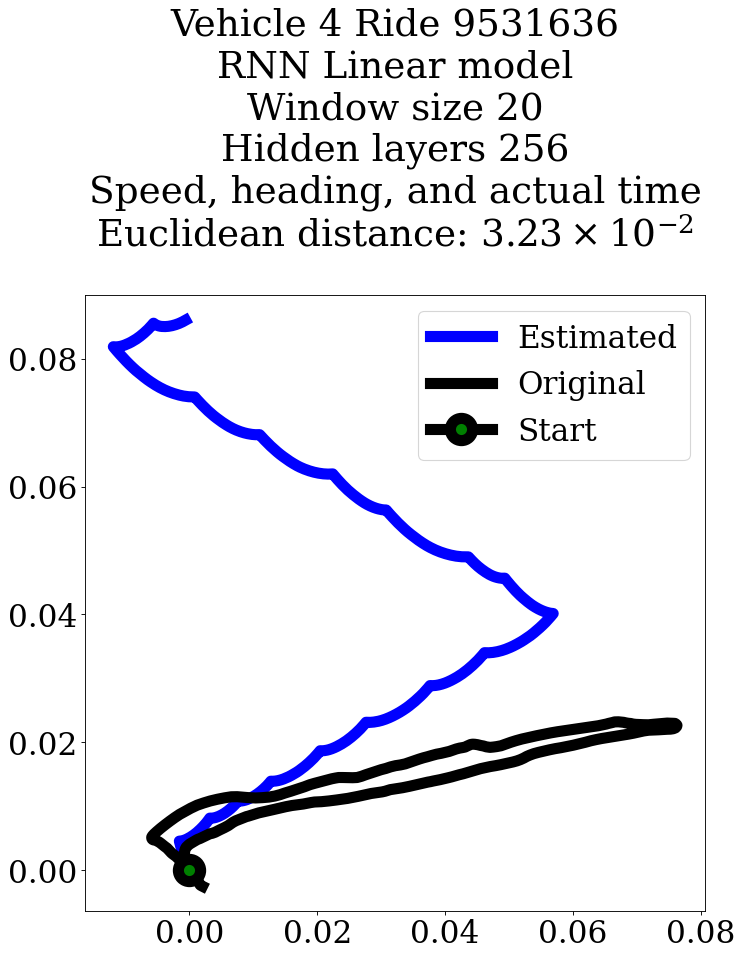 Vehicle 4 Ride 9531636
RNN Linear model
Window size 20
Hidden layers 256
Speed, heading, and actual time
Euclidean distance: 3.23 × 10⁻²
Estimated
Original
Start
0.08
0.06
0.04
0.02
0.00
0.00 0.02 0.04 0.06 0.08